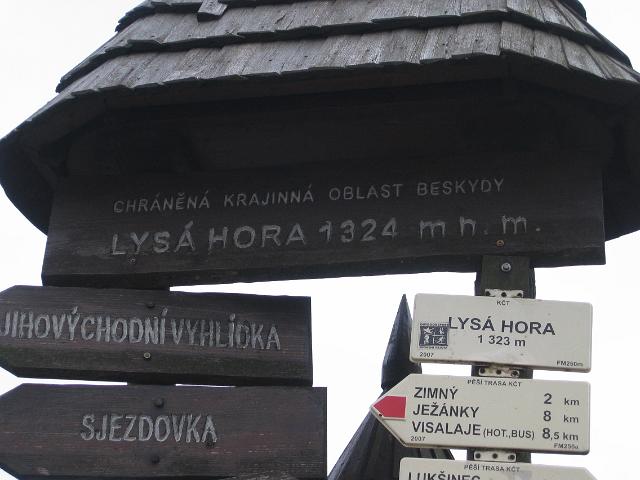 CHRÁNĚNÁ KRAJINNÁ OBLAST BESKYDY
LYSÁ HORA 1324 m n. m.
JIHOVÝCHODNÍ VYHLÍDKA
SJEZDOVKA
KČT
LYSÁ HORA
1 323 m
2007
PĚŠÍ TRASA KČT
ZIMNÝ 2 km
JEŽÁNKY 8 km
VISALAJE (HOT.,BUS) 8,5 km
2007
PĚŠÍ TRASA KČT
LUKŠINEC